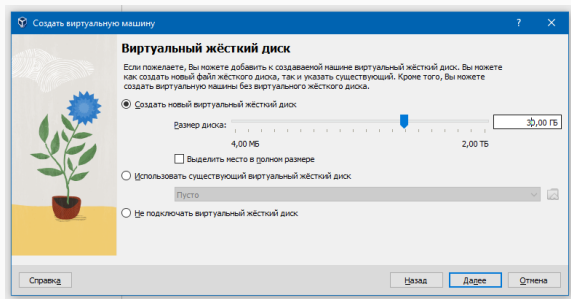 Создать виртуальную машину
Виртуальный жёсткий диск
Если пожелаете, Вы можете добавить к создаваемой машине виртуальный жёсткий диск. Вы можете
как создать новый файл жёсткого диска, так и указать существующий. Кроме того, Вы можете
создать виртуальную машины без виртуального жёсткого диска.
Создать новый виртуальный жёсткий диск
Размер диска: 30,00 ГБ
4,00 МБ 2,00 ТБ
Выделить место в полном размере
Использовать существующий виртуальный жёсткий диск
Пусто
Не подключать виртуальный жёсткий диск
Справка Назад Далее Отмена